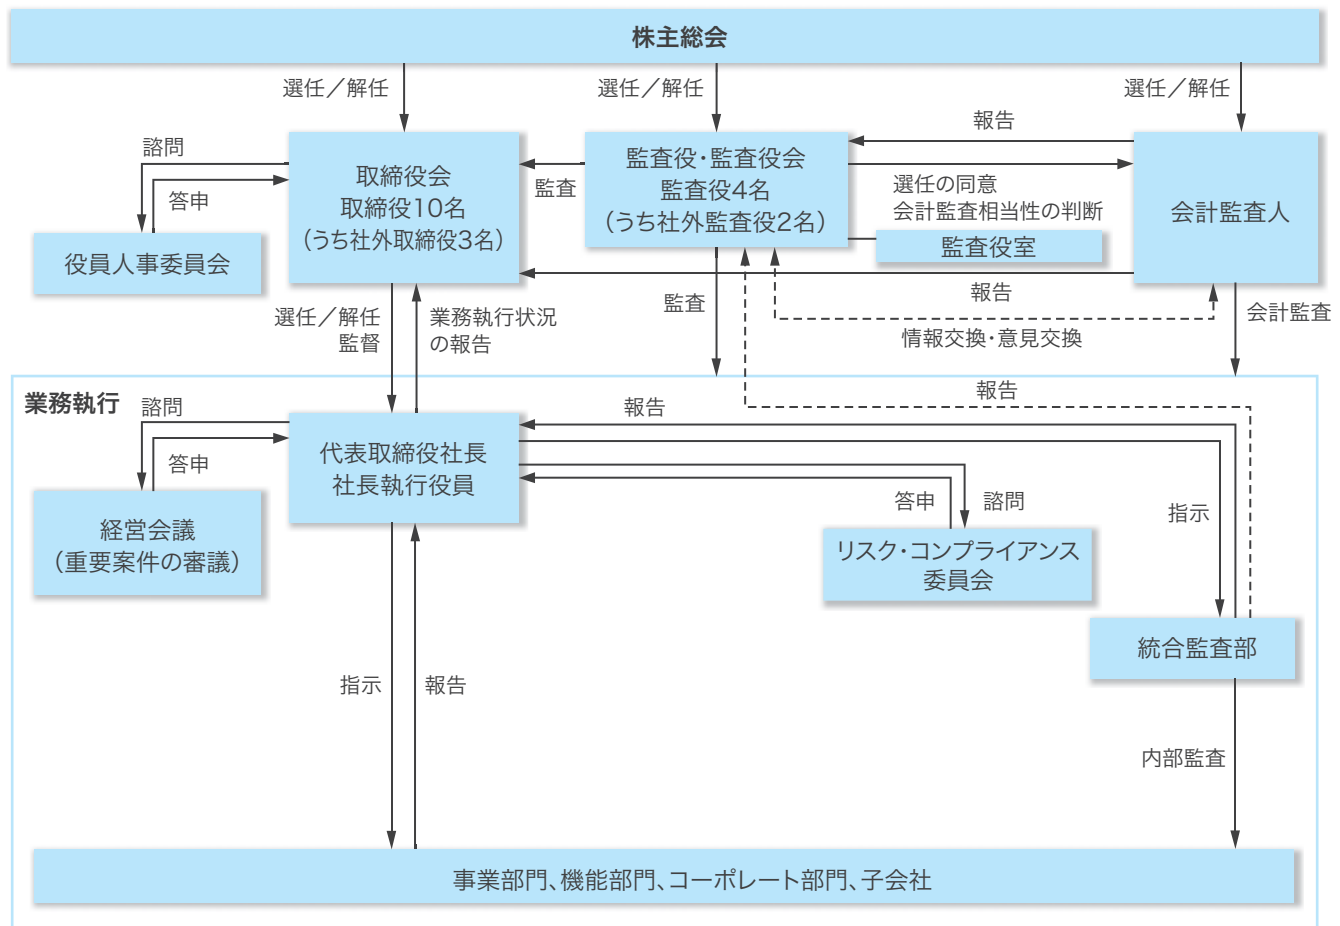 株主総会
選任／解任
選任／解任
選任／解任
報告
諮問
答申
取締役会
取締役10名
（うち社外取締役3名）
監査
監査役・監査役会
監査役4名
（うち社外監査役2名）
選任の同意
会計監査相当性の判断
会計監査人
監査役室
役員人事委員会
選任／解任
監督
業務執行状況
の報告
監査
報告
情報交換・意見交換
会計監査
業務執行
諮問
答申
報告
報告
代表取締役社長
社長執行役員
経営会議
（重要案件の審議）
答申
諮問
指示
リスク・コンプライアンス
委員会
統合監査部
指示
報告
内部監査
事業部門、機能部門、コーポレート部門、子会社